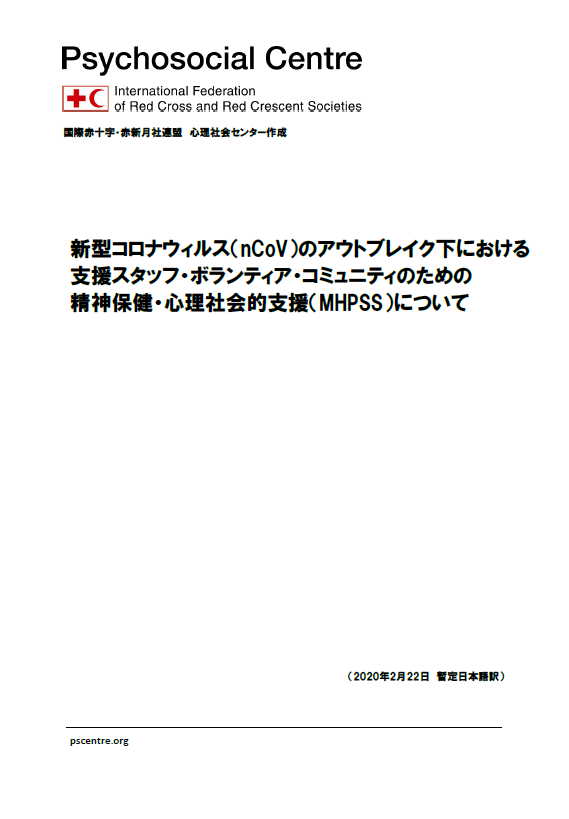 Psychosocial Centre
International Federation
of Red Cross and Red Crescent Societies
国際赤十字・赤新月社連盟　心理社会センター作成
新型コロナウィルス（nCoV）のアウトブレイク下における
支援スタッフ・ボランティア・コミュニティのための
精神保健・心理社会的支援（MHPSS）について
（2020年2月22日　暫定日本語訳）
pscentre.org